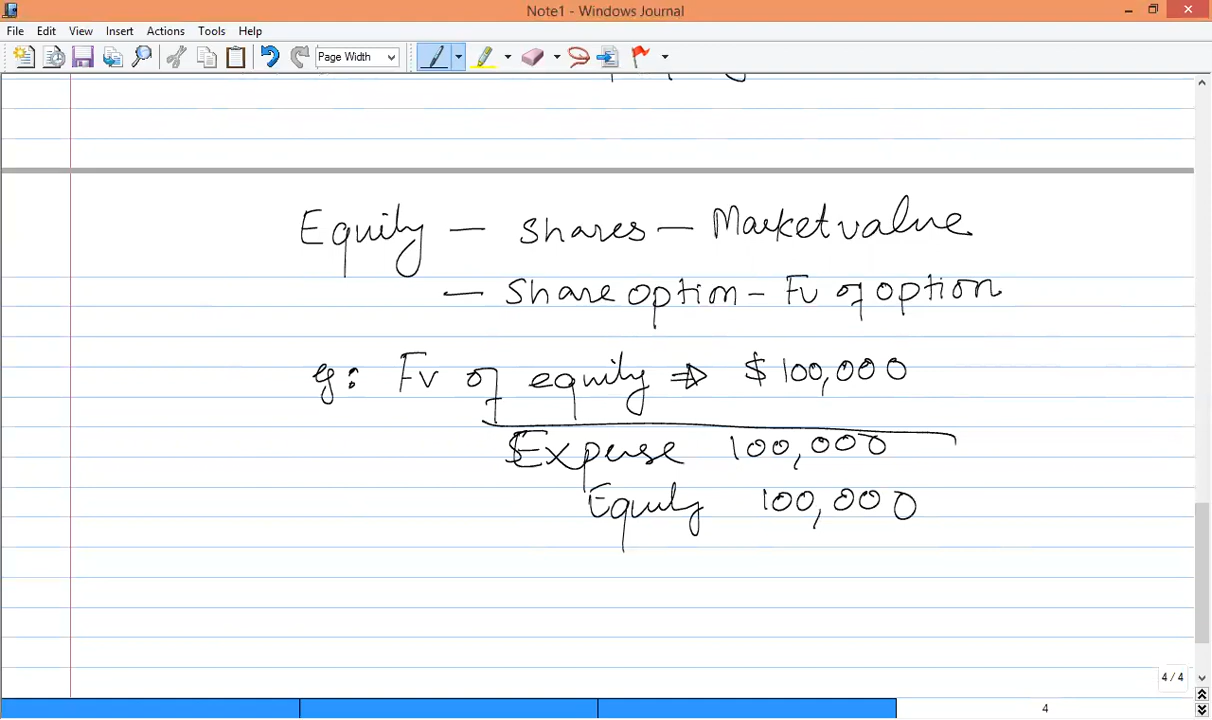 Note1 - Windows Journal
File Edit View Insert Actions Tools Help
Page Width
Equity — shares — Market value
— Share option - Fv of option
eg: Fv of equity ⇒ $ 100,000
Expense 100,000
Equity 100,000
4 / 4
4